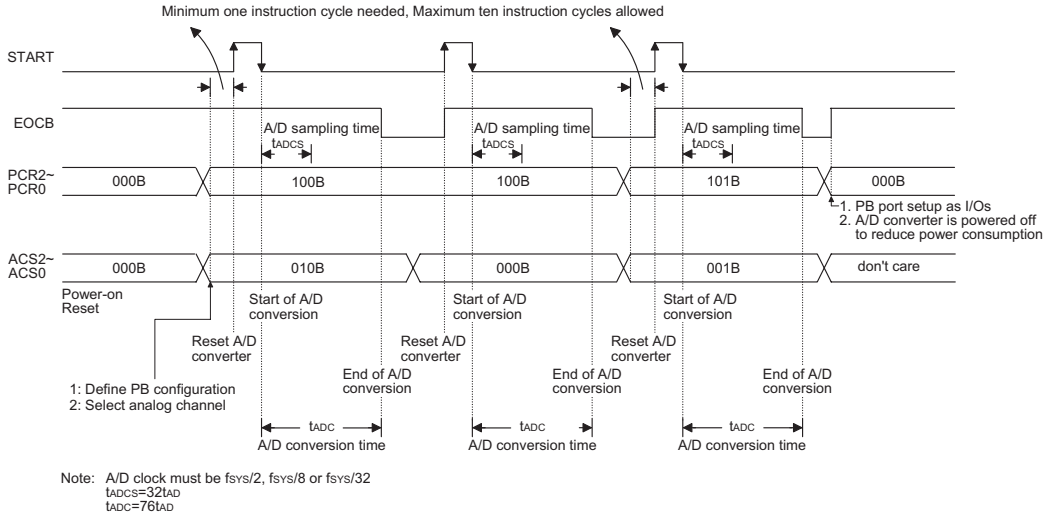 Minimum one instruction cycle needed, Maximum ten instruction cycles allowed
START
EOCB
A/D sampling time
tADCS
A/D sampling time
tADCS
A/D sampling time
tADCS
PCR2~
PCR0
000B
100B
100B
101B
000B
1. PB port setup as I/Os
2. A/D converter is powered off
to reduce power consumption
ACS2~
ACS0
000B
010B
000B
001B
don't care
Power-on
Reset
Start of A/D
conversion
Start of A/D
conversion
Start of A/D
conversion
Reset A/D
converter
Reset A/D
converter
Reset A/D
converter
End of A/D
conversion
End of A/D
conversion
End of A/D
conversion
1: Define PB configuration
2: Select analog channel
tADC
A/D conversion time
tADC
A/D conversion time
tADC
A/D conversion time
Note: A/D clock must be fSYS/2, fSYS/8 or fSYS/32
tADCS=32tAD
tADC=76tAD